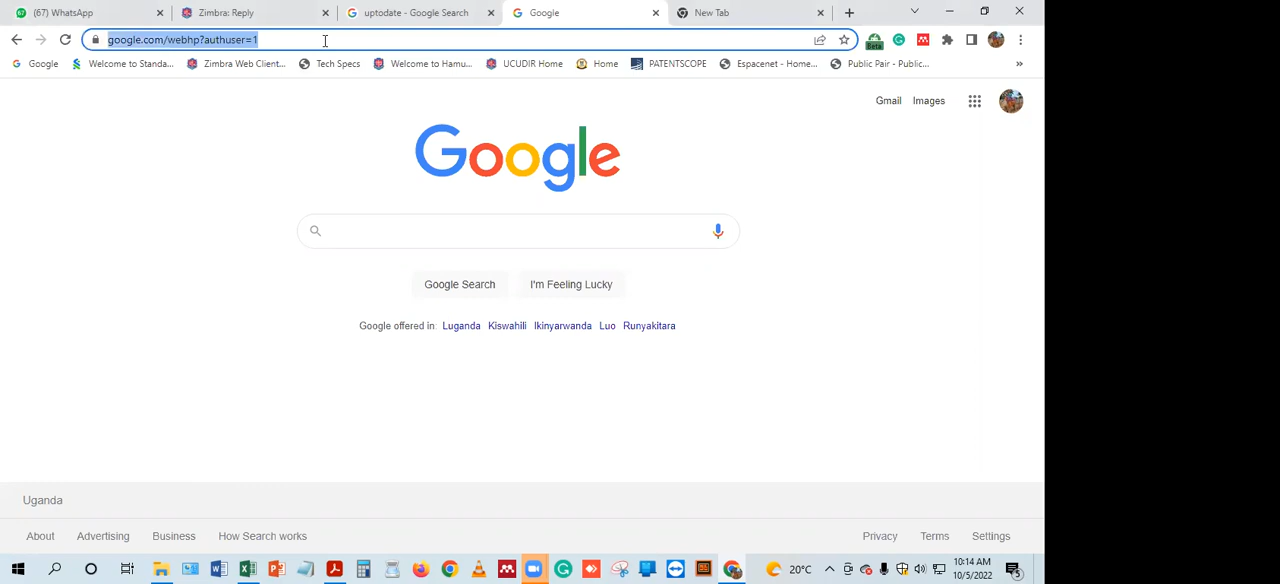 (67) WhatsApp
Zimbra: Reply
uptodate - Google Search
Google
New Tab
google.com/webhp?authuser=1
Beta
Google
Welcome to Standa...
Zimbra Web Client...
Tech Specs
Welcome to Hamu...
UCUDIR Home
Home
PATENTSCOPE
Espacenet - Home...
Public Pair - Public...
»
Gmail Images
Google
Google Search
I'm Feeling Lucky
Google offered in: Luganda Kiswahili Ikinyarwanda Luo Runyakitara
Uganda
About Advertising Business How Search works
Privacy Terms Settings
20°C
10:14 AM
10/5/2022